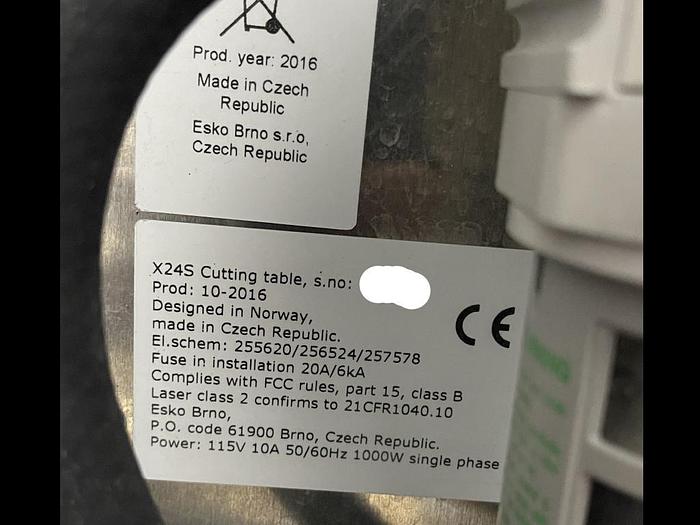 Prod. year: 2016
Made in Czech
Republic
Esko Brno s.r.o,
Czech Republic
X24S Cutting table, s.no:
Prod: 10-2016
Designed in Norway,
made in Czech Republic.
El.schem: 255620/256524/257578
Fuse in installation 20A/6kA
Complies with FCC rules, part 15, class B
Laser class 2 confirms to 21CFR1040.10
Esko Brno,
P.O. code 61900 Brno, Czech Republic.
Power: 115V 10A 50/60Hz 1000W single phase
CE